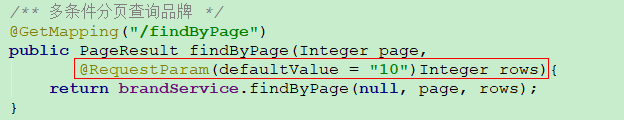 /** 多条件分页查询品牌 */
@GetMapping("/findByPage")
public PageResult findByPage(Integer page,
@RequestParam(defaultValue = "10")Integer rows){
return brandService.findByPage(null, page, rows);
}